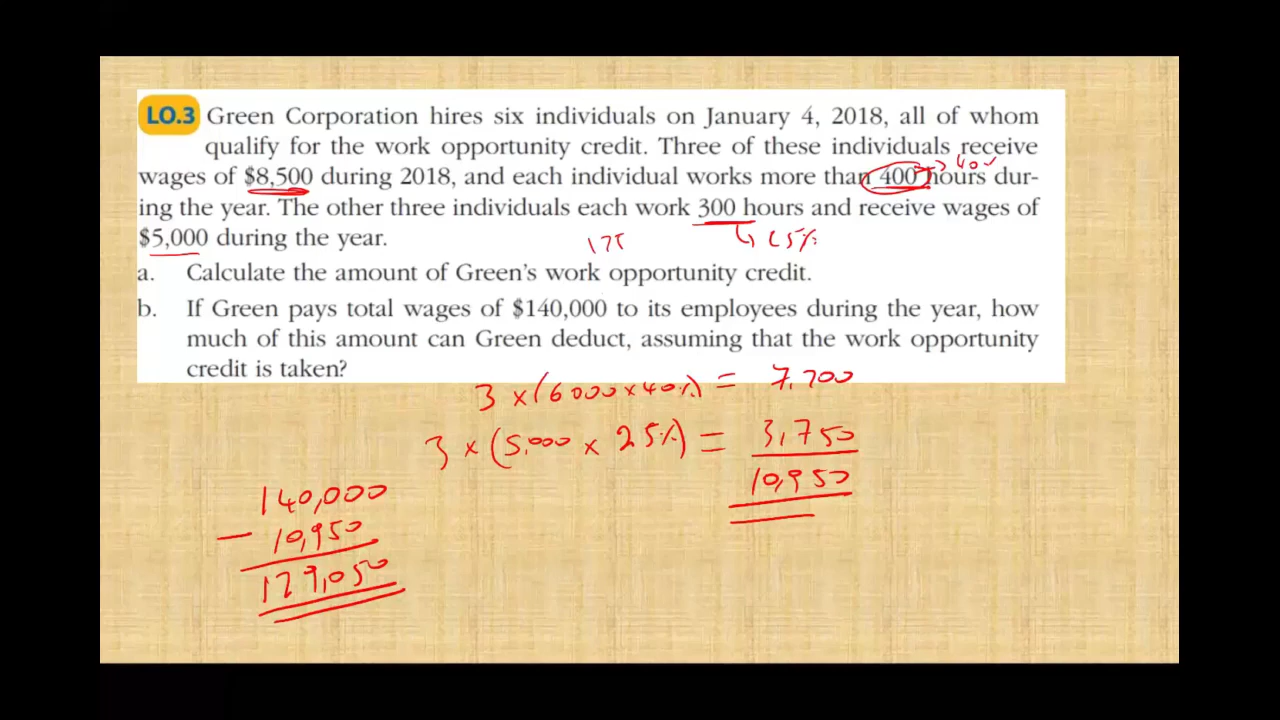 LO.3 Green Corporation hires six individuals on January 4, 2018, all of whom
qualify for the work opportunity credit. Three of these individuals receive
wages of $8,500 during 2018, and each individual works more than 400 hours dur-
ing the year. The other three individuals each work 300 hours and receive wages of
$5,000 during the year.
a. Calculate the amount of Green's work opportunity credit.
b. If Green pays total wages of $140,000 to its employees during the year, how
much of this amount can Green deduct, assuming that the work opportunity
credit is taken?
3 x (6000 x 40%) = 7,200
3 x (5,000 x 25%) = 3,750
10,950
140,000
- 10,950
129,050